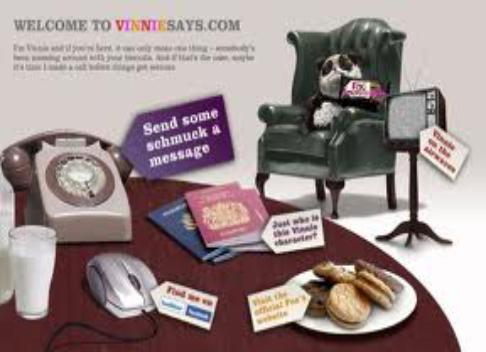 WELCOME TO VINNIESAYS.COM
I'm Vinnie and if you're here, it can only mean one thing - somebody's
been messing around with your biscuits. And if that's the case, maybe
it's time I made a call before things get serious.
Send some
schmuck a
message
Vinnie
on the
airwaves
Just who is
this Vinnie
character?
Find me on
twitter
facebook
Visit the
official Fox's
website